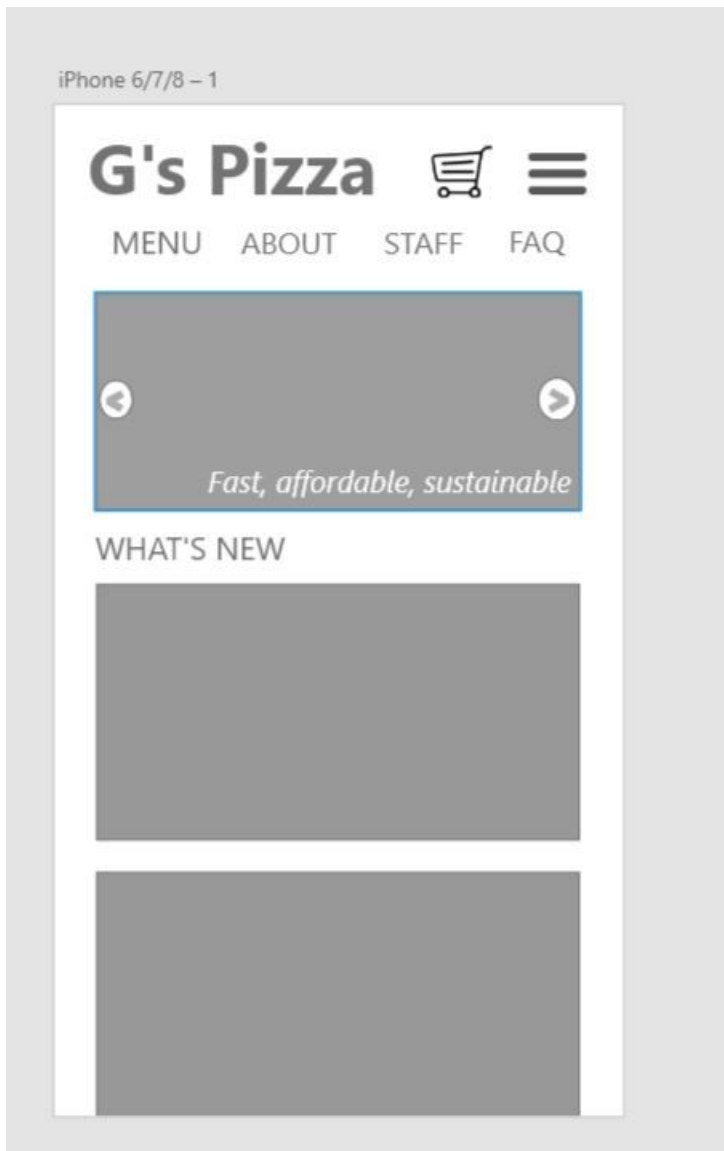 iPhone 6/7/8 – 1
G's Pizza
MENU ABOUT STAFF FAQ
< >
Fast, affordable, sustainable
WHAT'S NEW